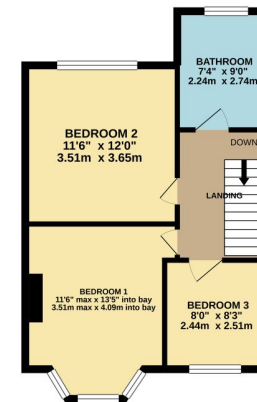 BATHROOM
7'4" x 9'0"
2.24m x 2.74m
BEDROOM 2
11'6" x 12'0"
3.51m x 3.65m
DOWN
LANDING
BEDROOM 1
11'6" max x 13'5" into bay
3.51m max x 4.09m into bay
BEDROOM 3
8'0" x 8'3"
2.44m x 2.51m